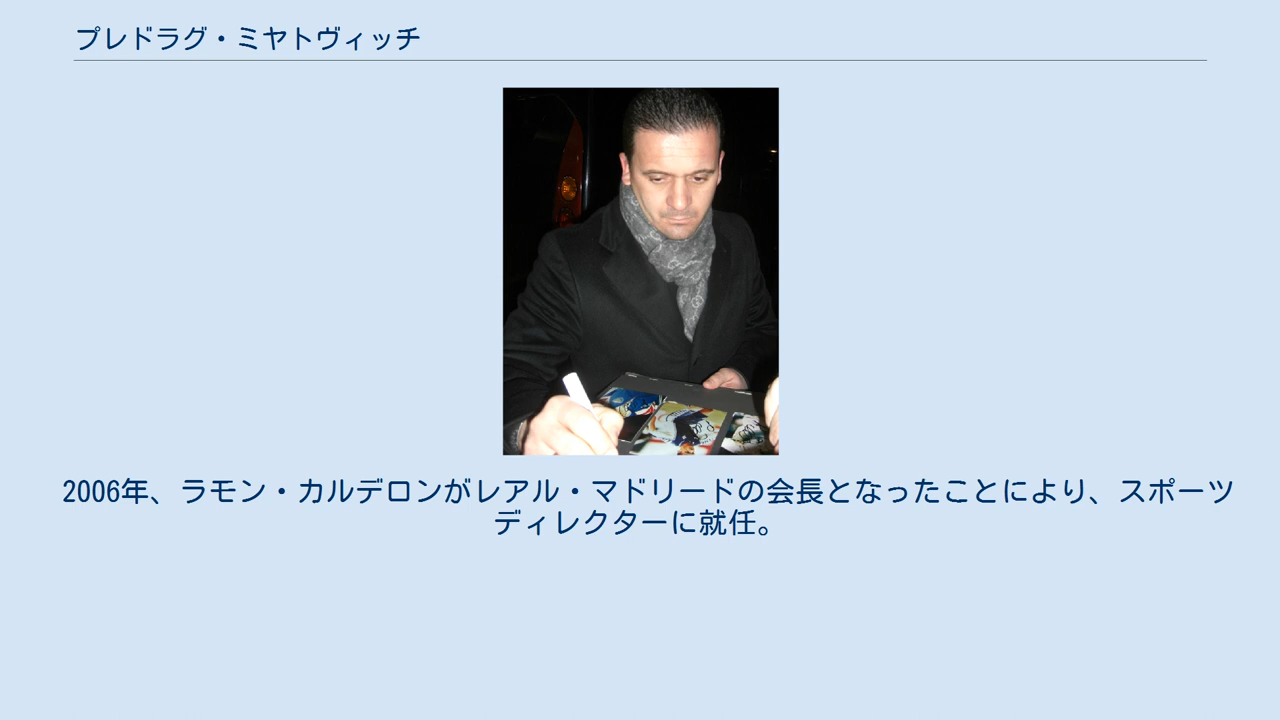 プレドラグ・ミヤトヴィッチ
2006年、ラモン・カルデロンがレアル・マドリードの会長となったことにより、スポーツ
ディレクターに就任。